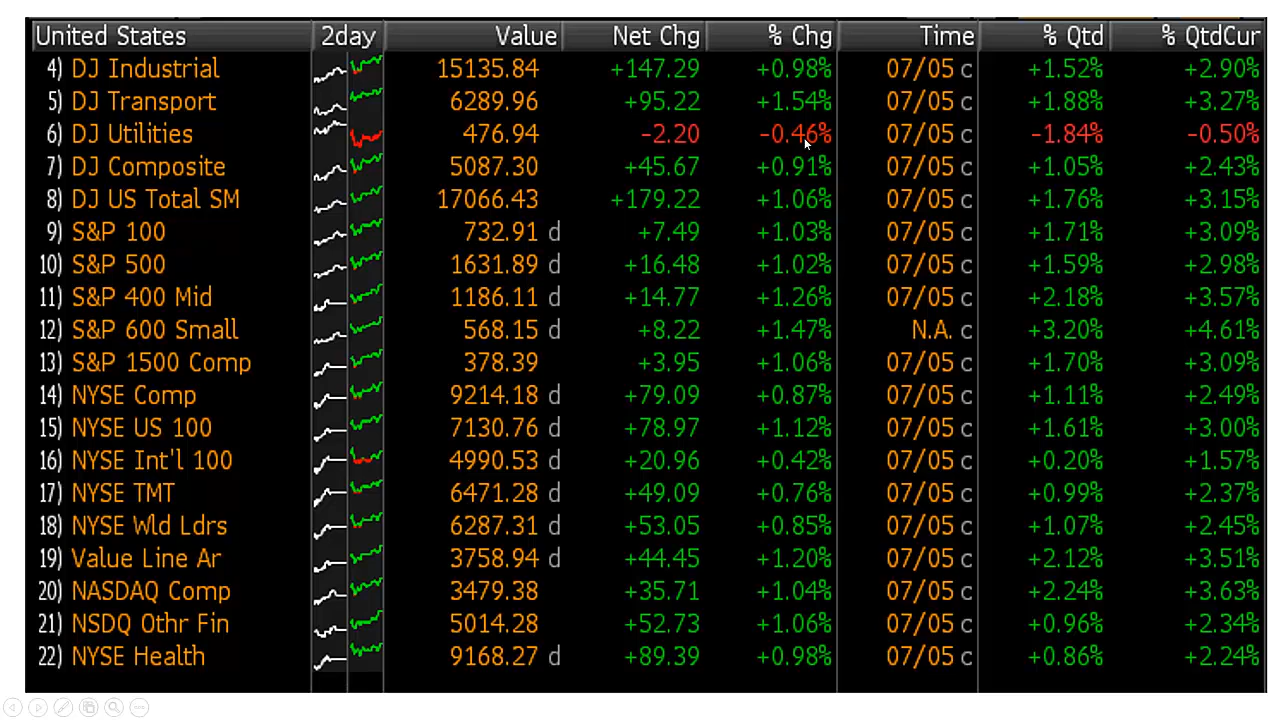 United States 2day Value Net Chg % Chg Time % Qtd % QtdCur
4) DJ Industrial 15135.84 +147.29 +0.98% 07/05 c +1.52% +2.90%
5) DJ Transport 6289.96 +95.22 +1.54% 07/05 c +1.88% +3.27%
6) DJ Utilities 476.94 -2.20 -0.46% 07/05 c -1.84% -0.50%
7) DJ Composite 5087.30 +45.67 +0.91% 07/05 c +1.05% +2.43%
8) DJ US Total SM 17066.43 +179.22 +1.06% 07/05 c +1.76% +3.15%
9) S&P 100 732.91 d +7.49 +1.03% 07/05 c +1.71% +3.09%
10) S&P 500 1631.89 d +16.48 +1.02% 07/05 c +1.59% +2.98%
11) S&P 400 Mid 1186.11 d +14.77 +1.26% 07/05 c +2.18% +3.57%
12) S&P 600 Small 568.15 d +8.22 +1.47% N.A. c +3.20% +4.61%
13) S&P 1500 Comp 378.39 +3.95 +1.06% 07/05 c +1.70% +3.09%
14) NYSE Comp 9214.18 d +79.09 +0.87% 07/05 c +1.11% +2.49%
15) NYSE US 100 7130.76 d +78.97 +1.12% 07/05 c +1.61% +3.00%
16) NYSE Int'l 100 4990.53 d +20.96 +0.42% 07/05 c +0.20% +1.57%
17) NYSE TMT 6471.28 d +49.09 +0.76% 07/05 c +0.99% +2.37%
18) NYSE Wld Ldrs 6287.31 d +53.05 +0.85% 07/05 c +1.07% +2.45%
19) Value Line Ar 3758.94 d +44.45 +1.20% 07/05 c +2.12% +3.51%
20) NASDAQ Comp 3479.38 +35.71 +1.04% 07/05 c +2.24% +3.63%
21) NSDQ Othr Fin 5014.28 +52.73 +1.06% 07/05 c +0.96% +2.34%
22) NYSE Health 9168.27 d +89.39 +0.98% 07/05 c +0.86% +2.24%